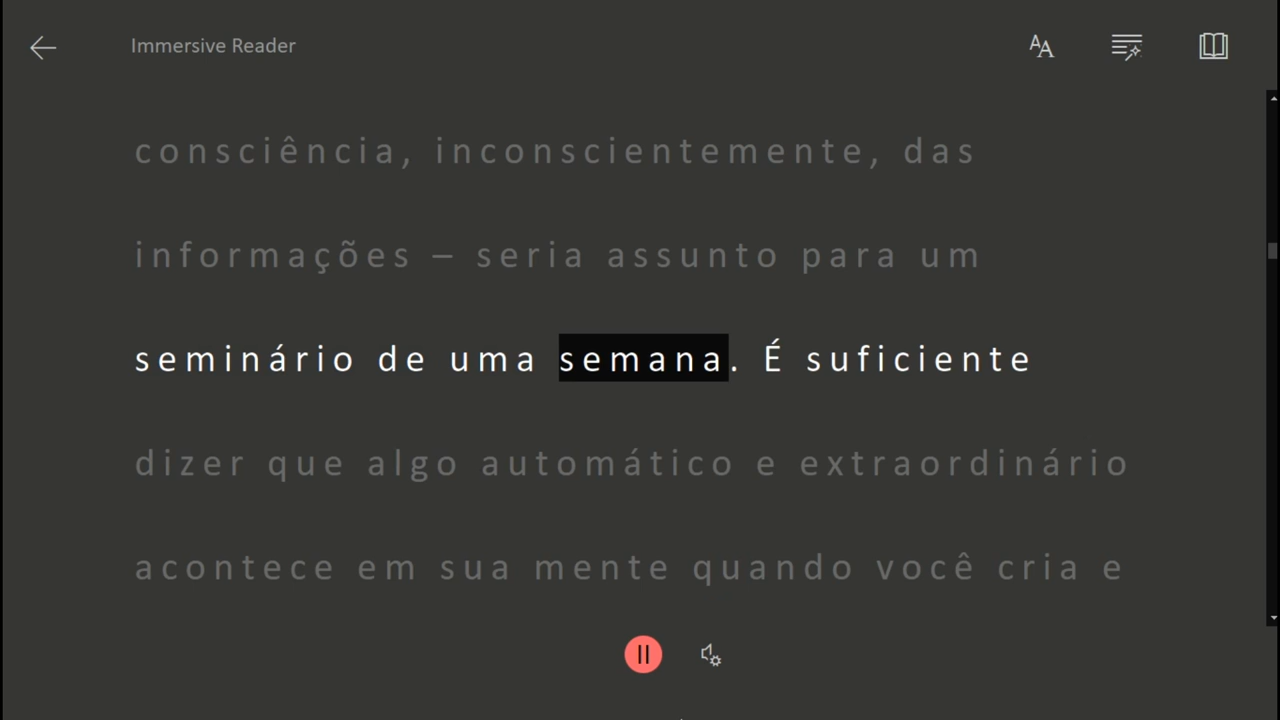 Immersive Reader
consciência, inconscientemente, das
informações – seria assunto para um
seminário de uma semana. É suficiente
dizer que algo automático e extraordinário
acontece em sua mente quando você cria e